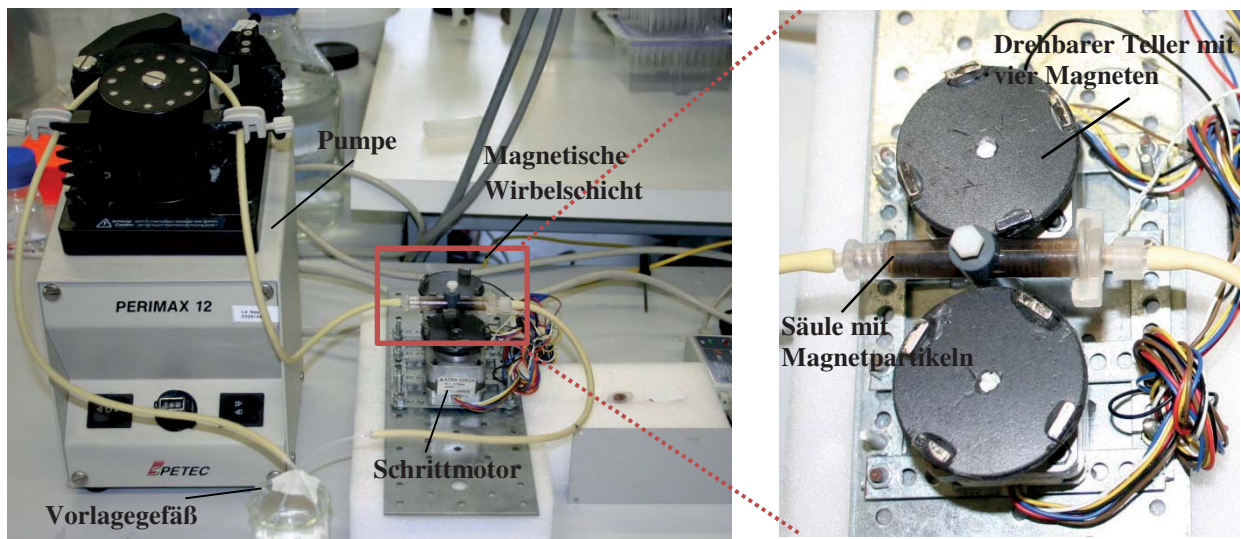 Pumpe
Magnetische
Wirbelschicht
PERIMAX 12
PETEC
Schrittmotor
Vorlagegefäß
Drehbarer Teller mit
vier Magneten
Säule mit
Magnetpartikeln